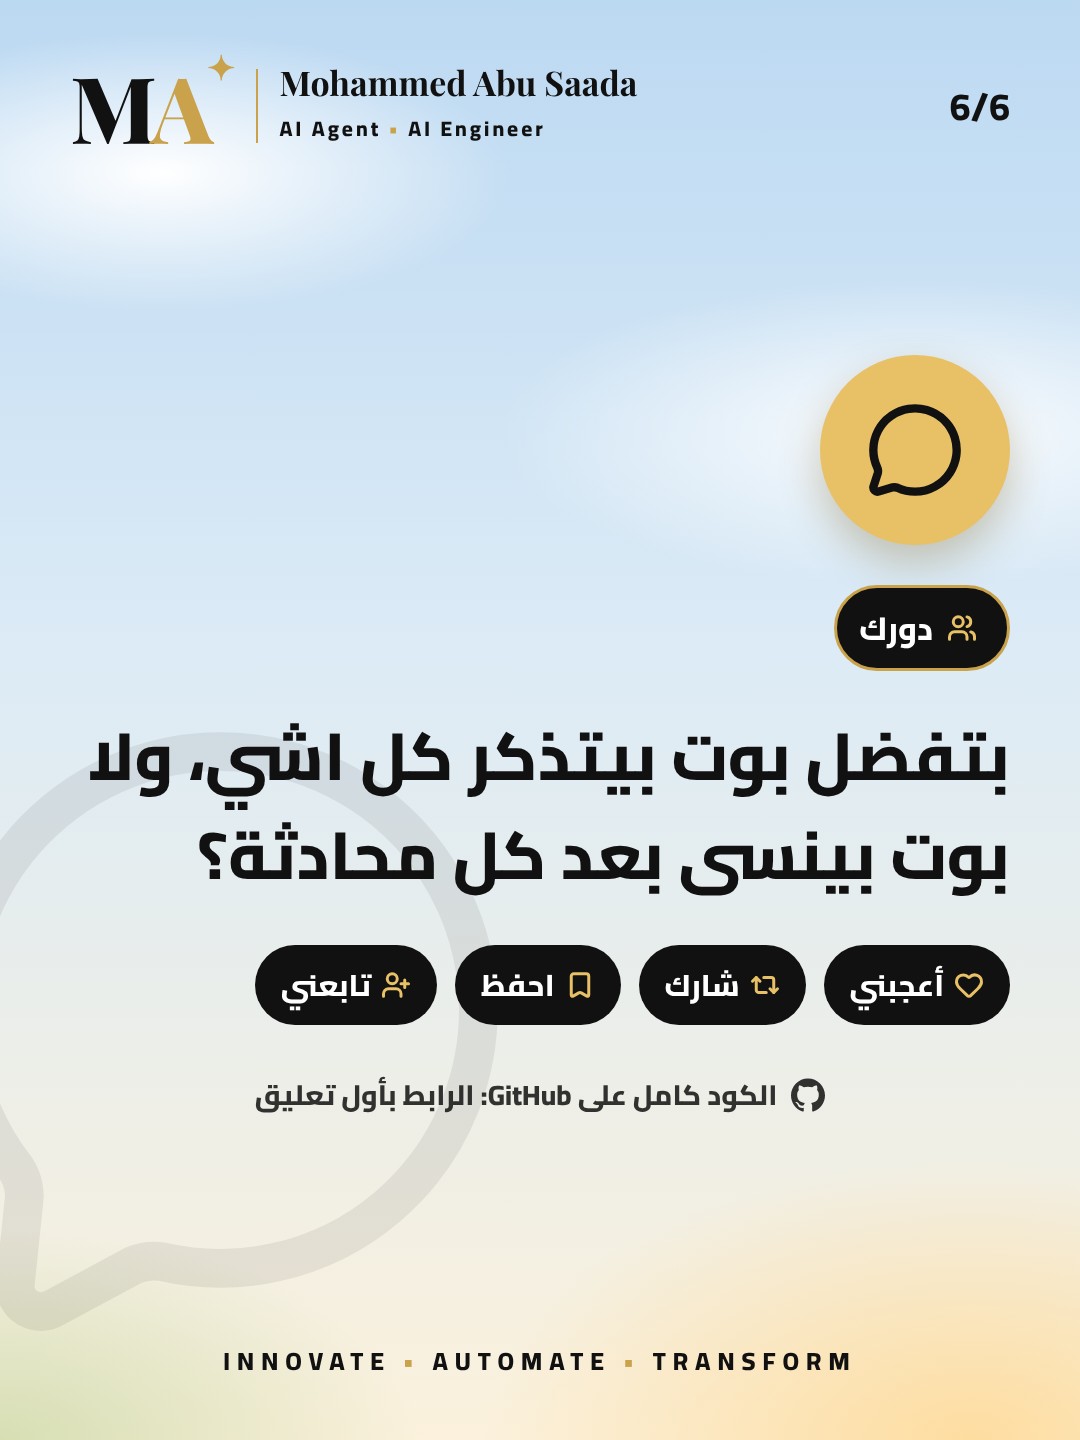 MA
Mohammed Abu Saada
AI Agent ▪ AI Engineer
6/6
دورك
بتفضل بوت بيتذكر كل اشي، ولا
بوت بينسى بعد كل محادثة؟
أعجبني
شارك
احفظ
تابعني
الكود كامل على GitHub: الرابط بأول تعليق
INNOVATE ▪ AUTOMATE ▪ TRANSFORM